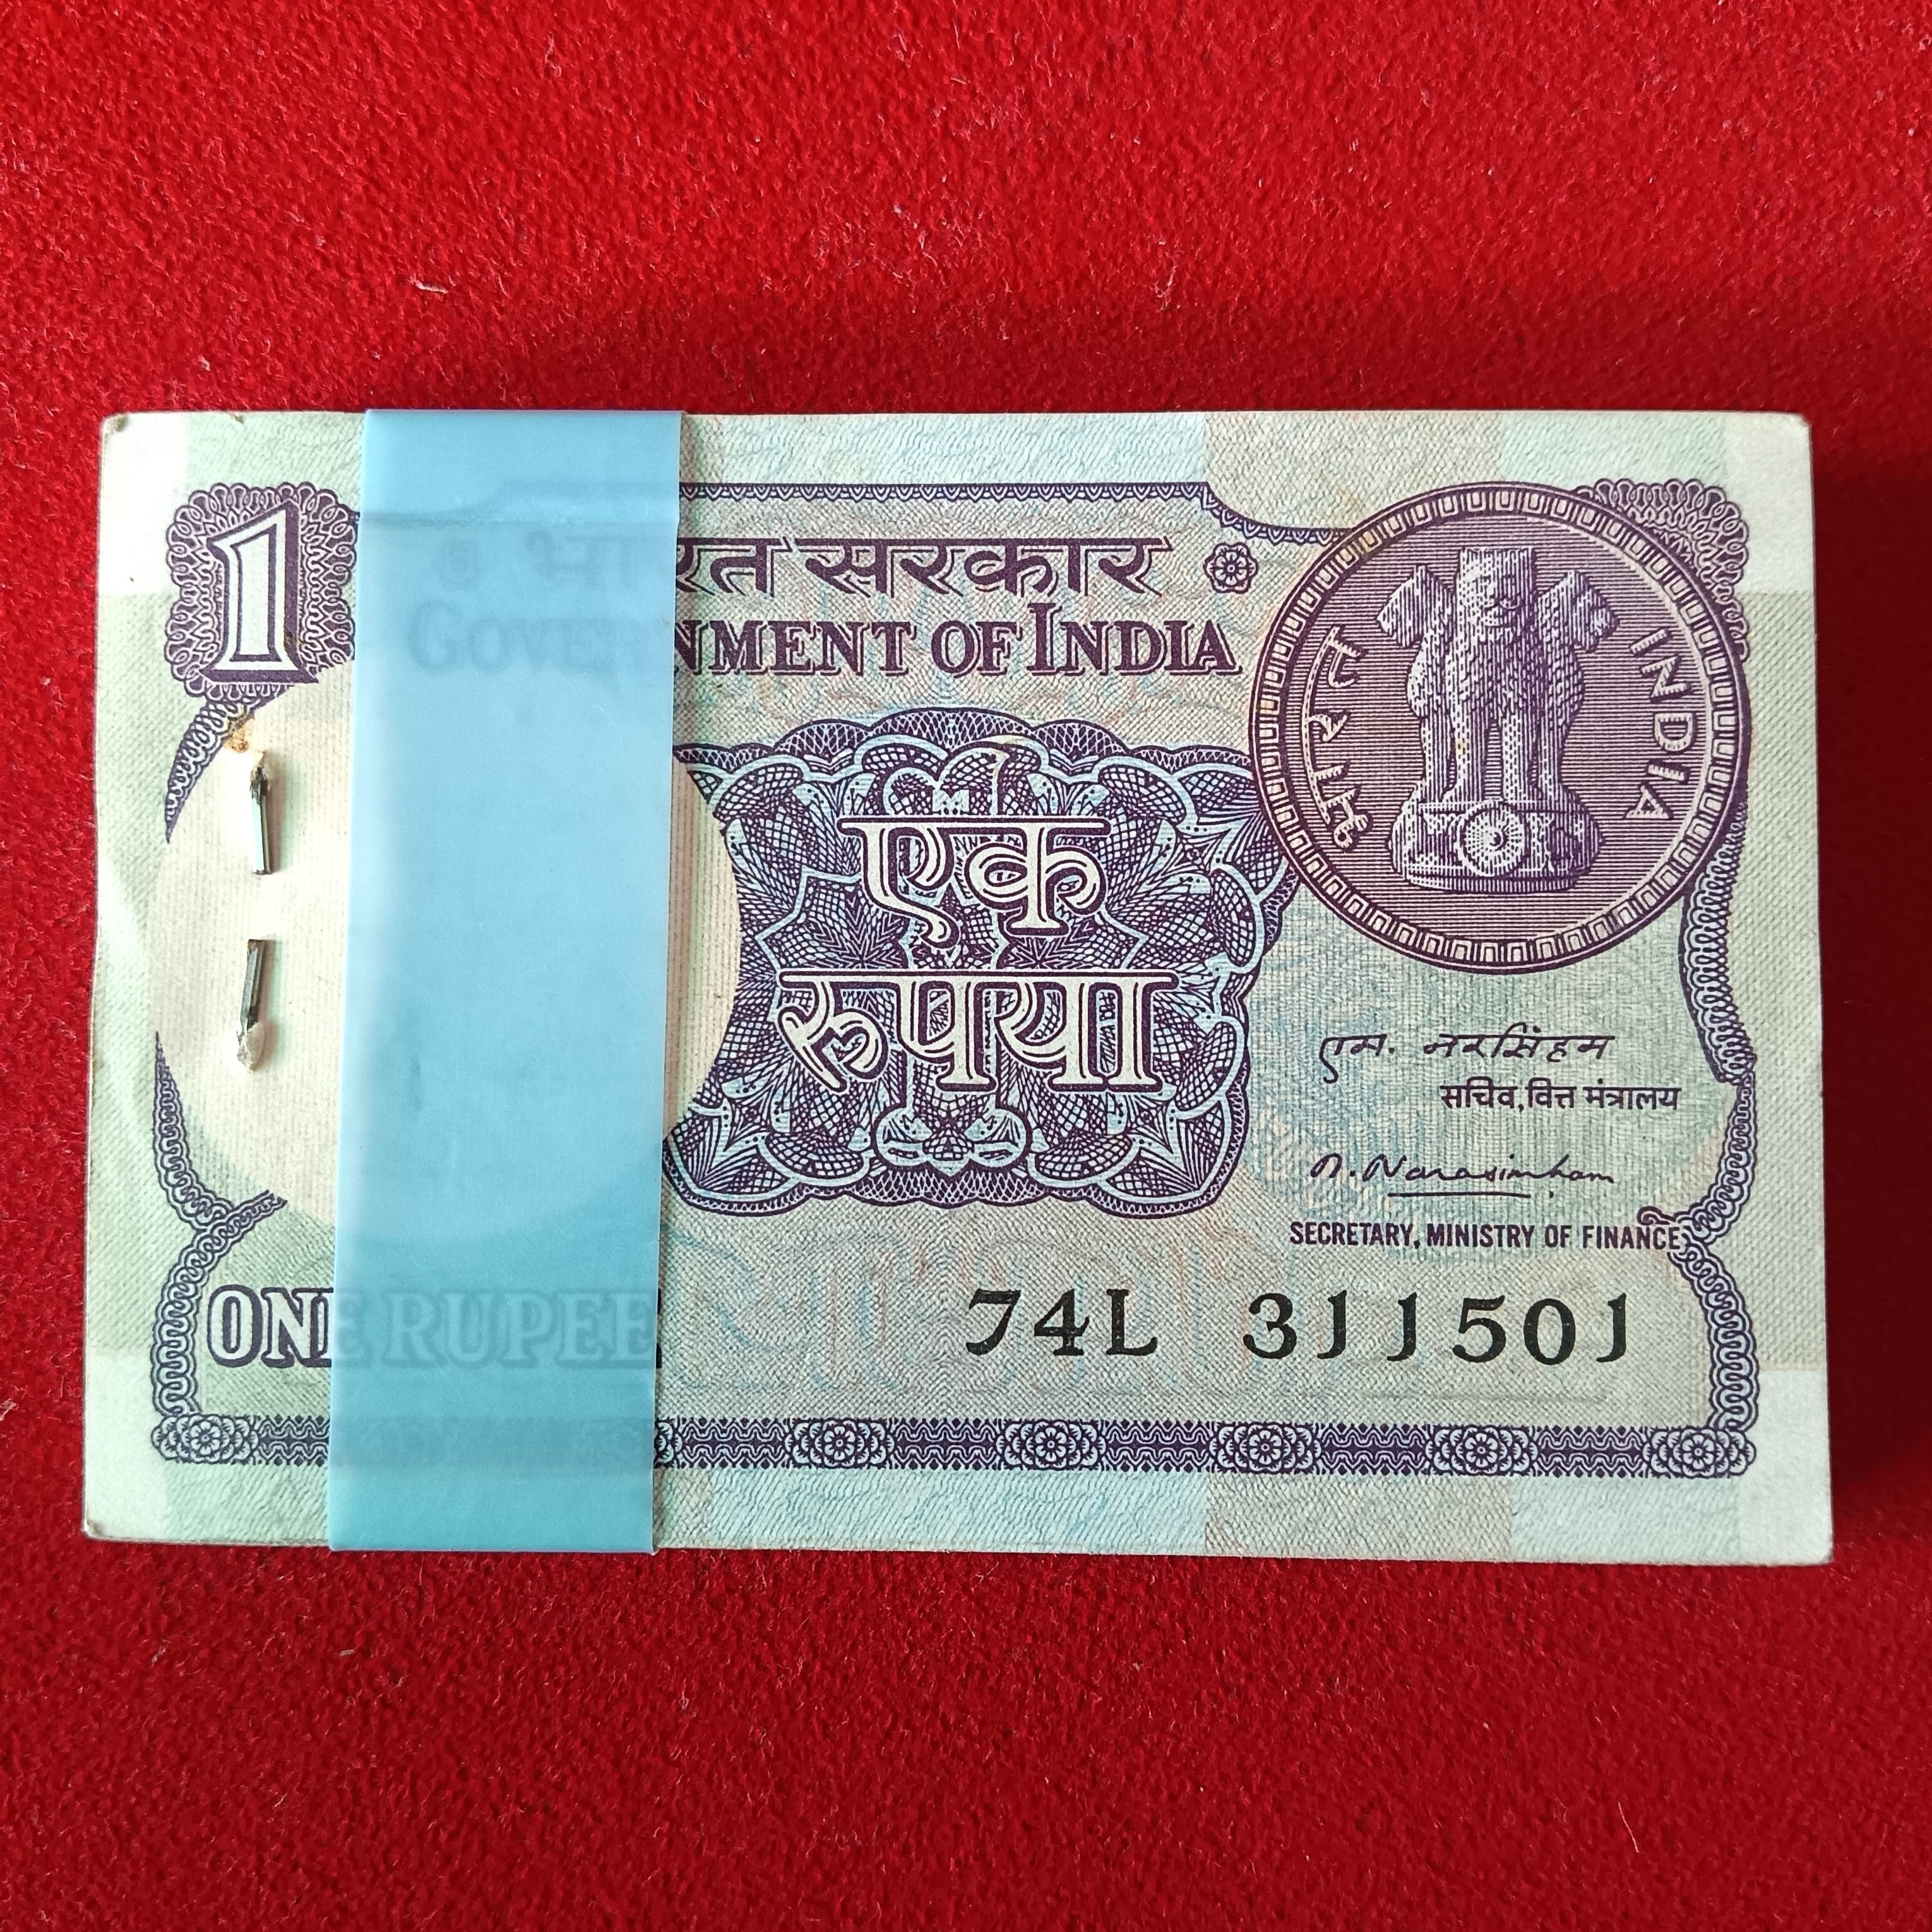 1
भारत सरकार
GOVERNMENT OF INDIA
भारत INDIA
एक
रुपया
एम. नरसिंहम
सचिव, वित्त मंत्रालय
M. Narasimham
SECRETARY, MINISTRY OF FINANCE
ONE RUPEE
74L 311501